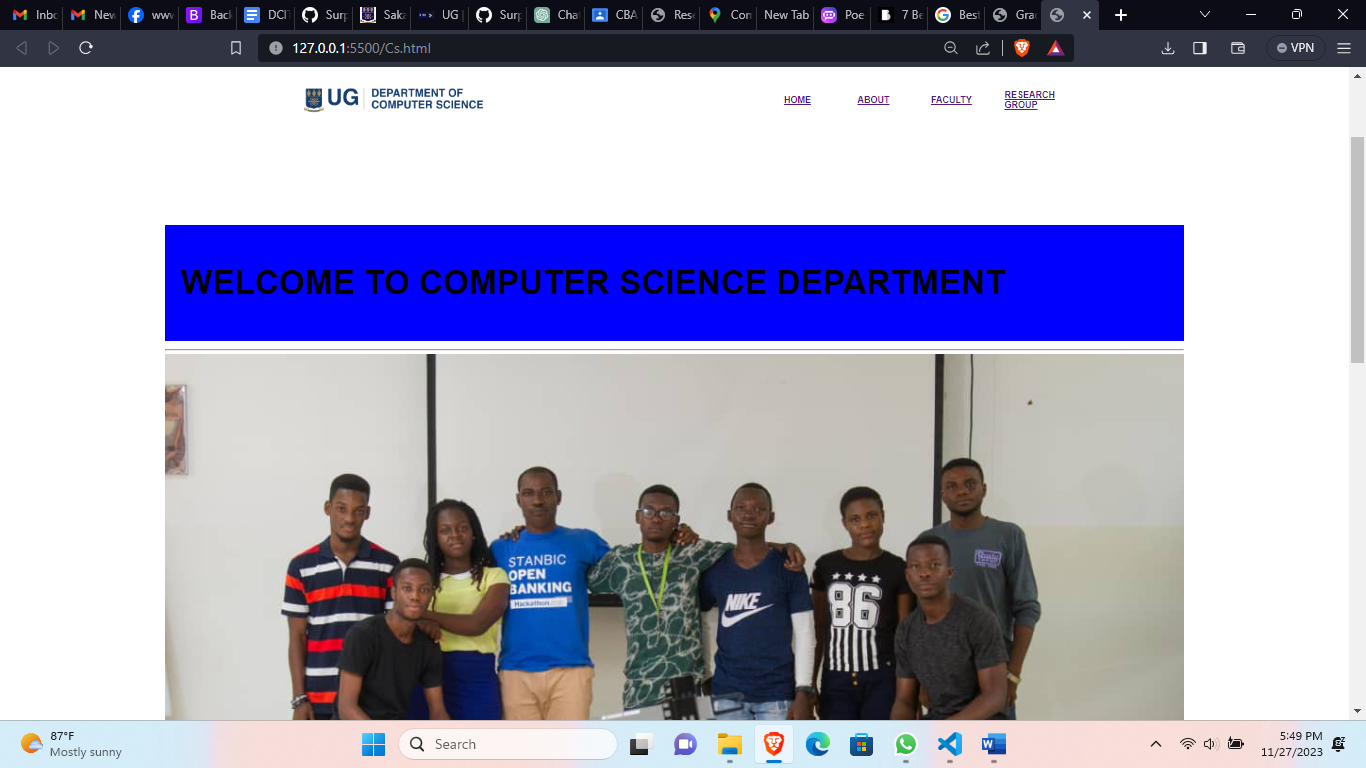 Inbo
New
www
Back
DCIT
Surp
Saka
UG
Surp
Chat
CBA
Rese
Con
New Tab
Poe
7 Be
Best
Grac
127.0.0.1:5500/Cs.html
VPN
UG
DEPARTMENT OF
COMPUTER SCIENCE
HOME
ABOUT
FACULTY
RESEARCH
GROUP
WELCOME TO COMPUTER SCIENCE DEPARTMENT
STANBIC
OPEN
BANKING
Hackathon
NIKE
86
87°F
Mostly sunny
Search
5:49 PM
11/27/2023